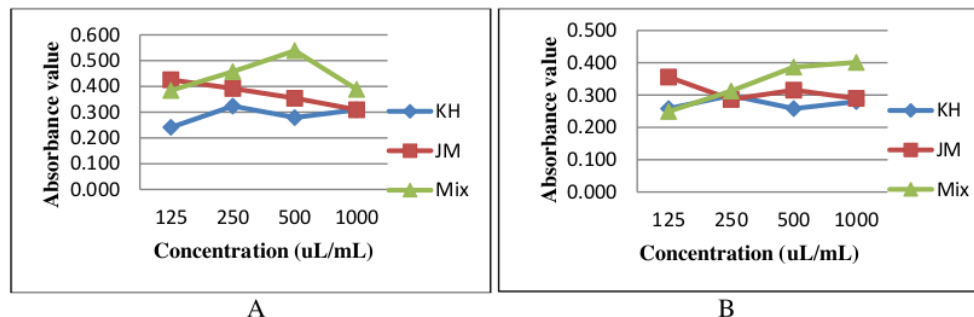 0.600
0.500
0.400
0.300
0.200
0.100
0.000
Absorbance value
125 250 500 1000
Concentration (uL/mL)
KH
JM
Mix
A
0.500
0.400
0.300
0.200
0.100
0.000
Absorbance value
125 250 500 1000
Concentration (uL/mL)
KH
JM
Mix
B